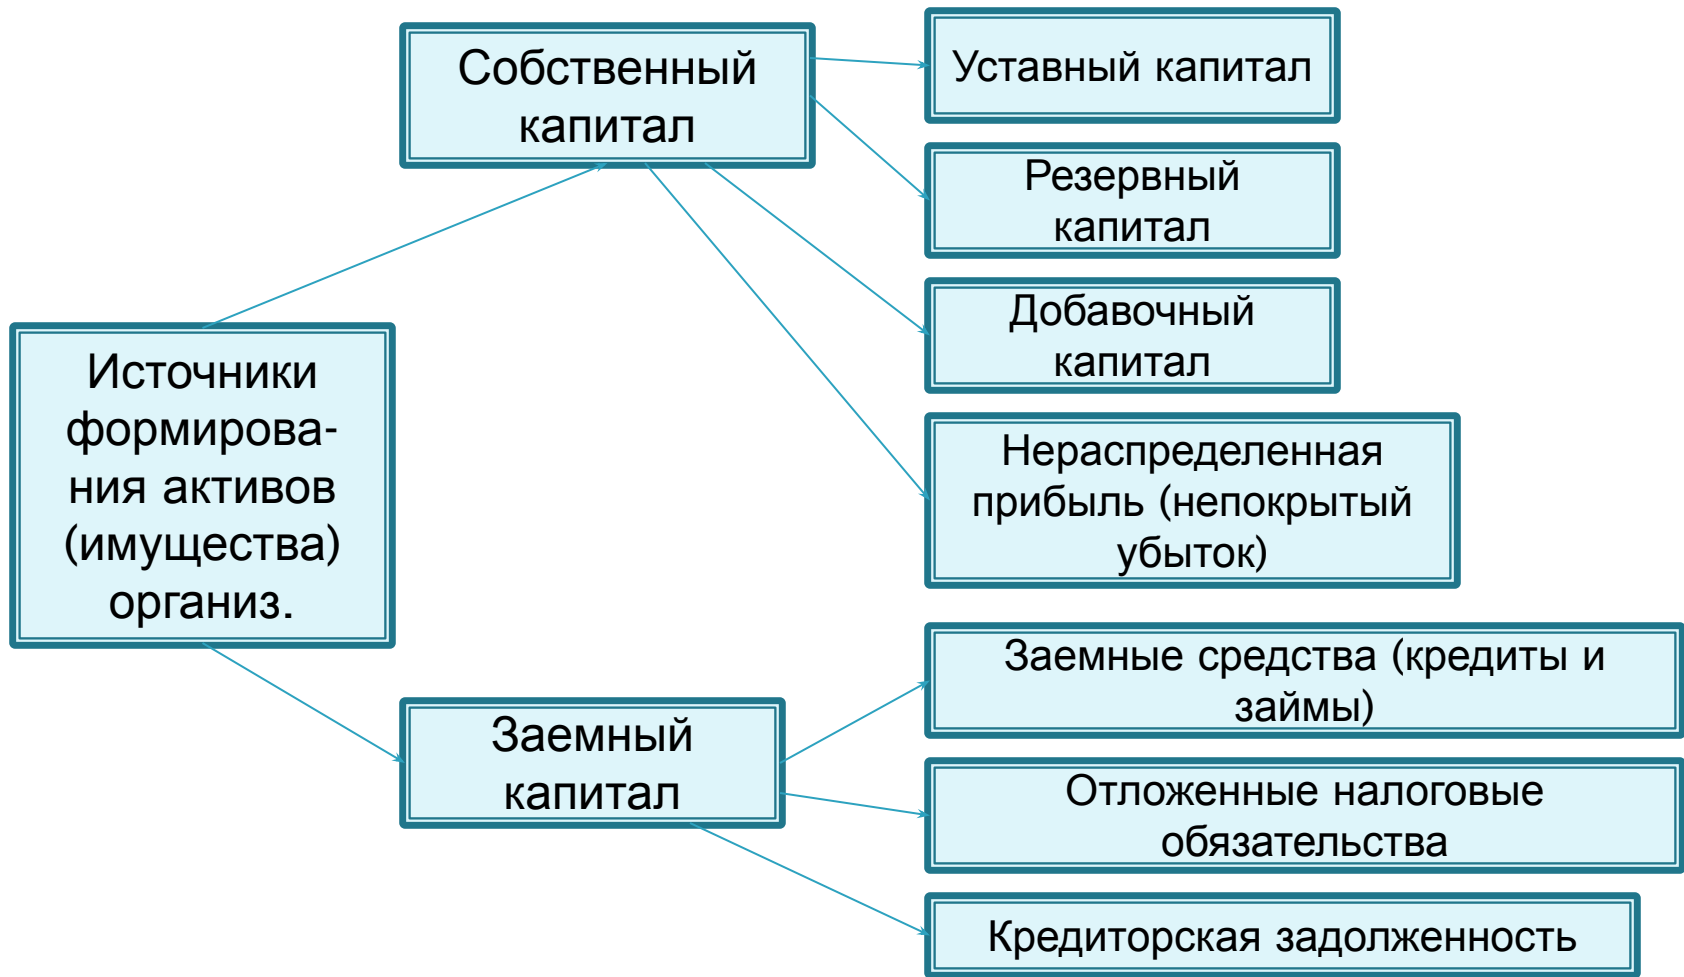 Собственный
капитал
Уставный капитал
Резервный
капитал
Добавочный
капитал
Источники
формирова-
ния активов
(имущества)
организ.
Нераспределенная
прибыль (непокрытый
убыток)
Заемный
капитал
Заемные средства (кредиты и
займы)
Отложенные налоговые
обязательства
Кредиторская задолженность